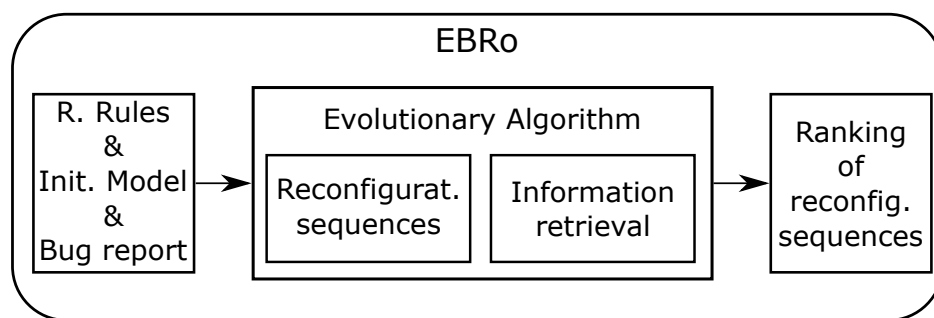 EBRo
R. Rules
&
Init. Model
&
Bug report
Evolutionary Algorithm
Reconfigurat.
sequences
Information
retrieval
Ranking
of
reconfig.
sequences